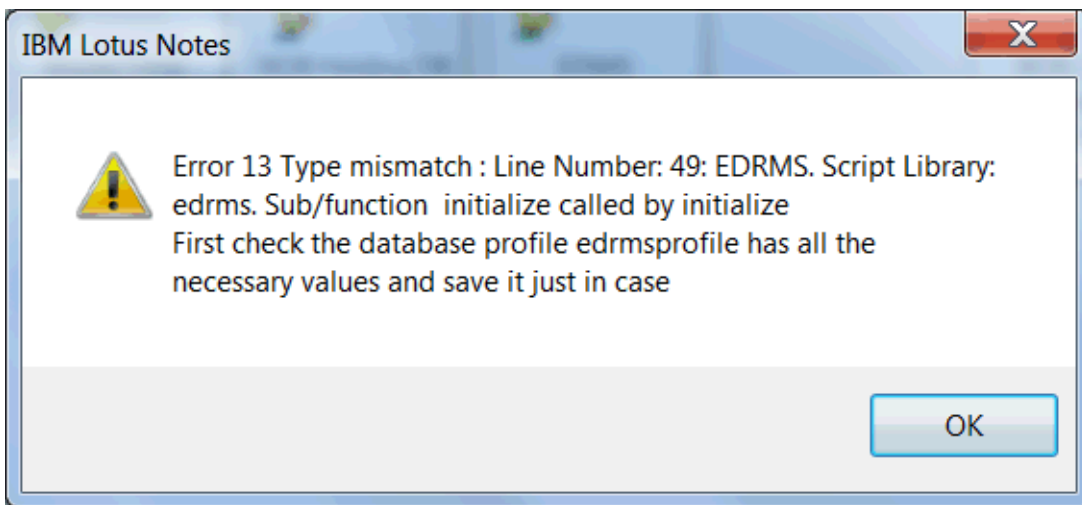 IBM Lotus Notes
Error 13 Type mismatch : Line Number: 49: EDRMS. Script Library:
edrms. Sub/function  initialize called by initialize
First check the database profile edrmsprofile has all the
necessary values and save it just in case
OK